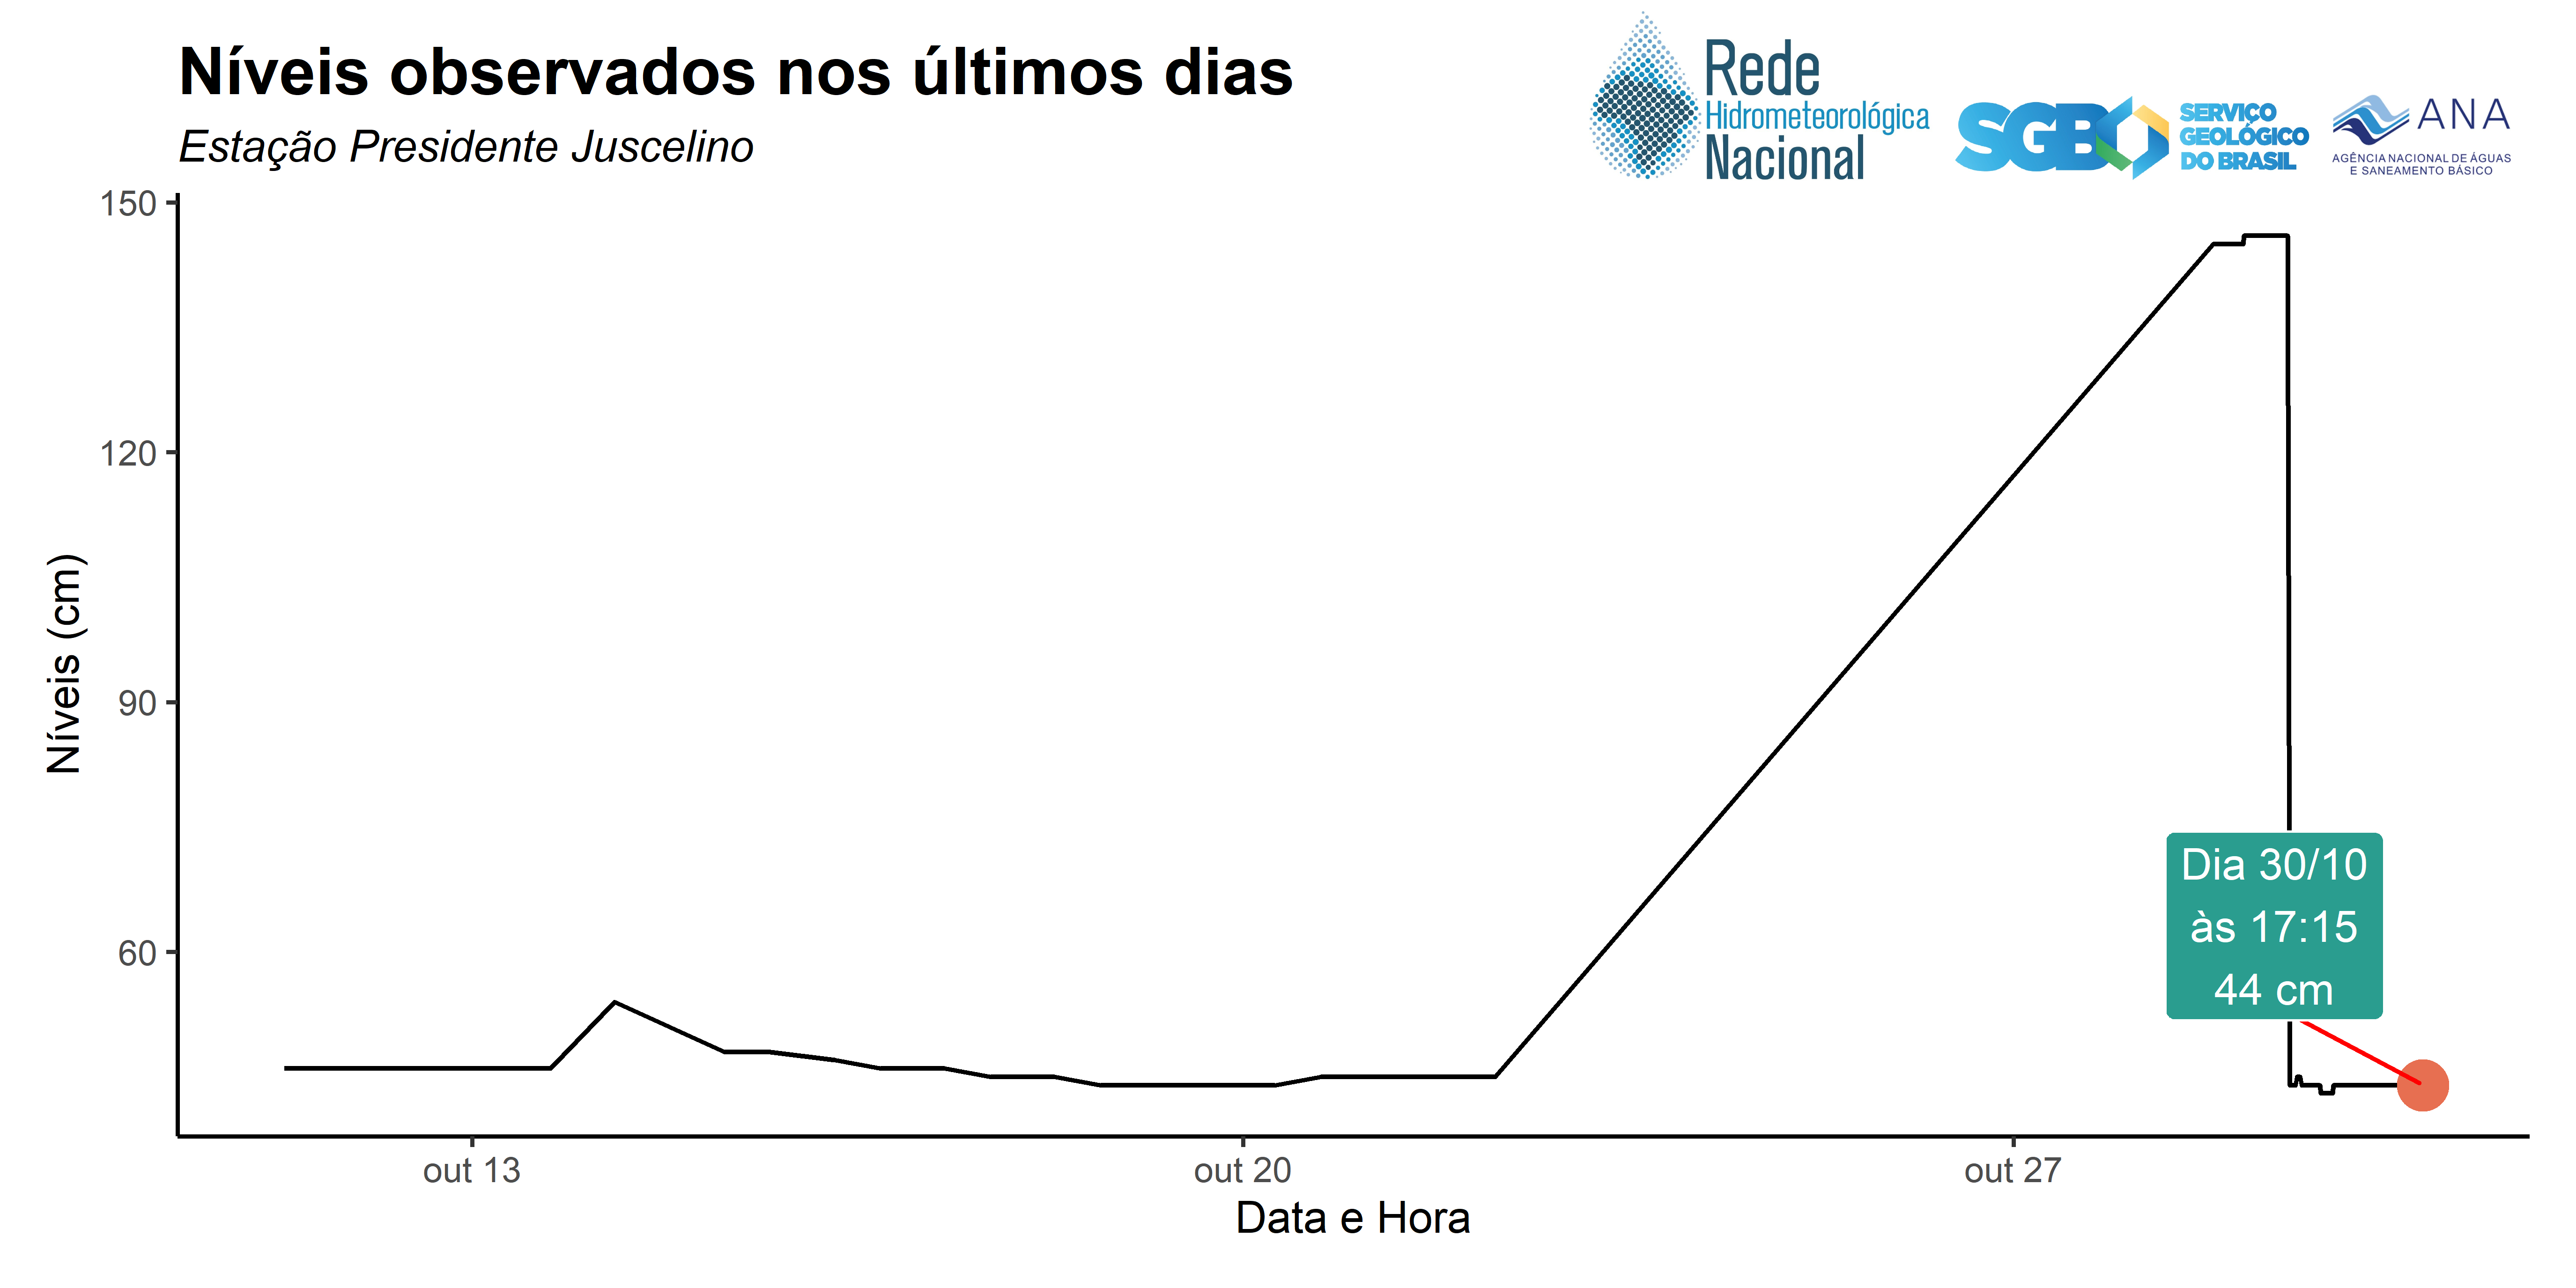 Níveis observados nos últimos dias
Estação Presidente Juscelino
Rede
Hidrometeorológica
Nacional
SGB
SERVIÇO
GEOLÓGICO
DO BRASIL
ANA
AGÊNCIA NACIONAL DE ÁGUAS
E SANEAMENTO BÁSICO
Níveis (cm)
150
120
90
60
Dia 30/10
às 17:15
44 cm
out 13
out 20
out 27
Data e Hora